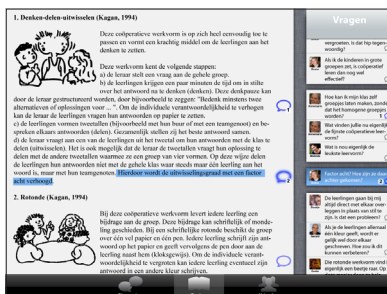 1. Denken-delen-uitwisselen (Kagan, 1994)
Deze coöperatieve werkvorm is op zich heel eenvoudig toe te
passen en vormt een krachtig middel om de leerlingen aan het
denken te zetten.
Deze werkvorm kent de volgende stappen:
a) de leraar stelt een vraag aan de gehele groep.
b) de leerlingen krijgen een paar minuten de tijd om in stilte
over het antwoord na te denken (denken). Deze denkpauze kan
door de leraar gestructureerd worden, door bijvoorbeeld te zeggen: "Bedenk minstens twee
alternatieven of oplossingen voor ... ". Om de individuele verantwoordelijkheid te verhogen
kan de leraar de leerlingen vragen hun antwoorden op papier te zetten.
c) de leerlingen vormen tweetallen (bijvoorbeeld met hun buur of met een teamgenoot) en be-
spreken elkaars antwoorden (delen). Gezamenlijk stellen zij het beste antwoord samen.
d) de leraar vraagt aan een van de leerlingen uit het tweetal om hun antwoorden met de klas te
delen (uitwisselen). Het is ook mogelijk dat de leraar de tweetallen vraagt hun oplossing te
delen met de andere tweetallen waarmee ze een groep van vier vormen. Op deze wijze delen
de leerlingen hun antwoorden niet met de gehele klas waar steeds maar één leerling aan het
woord is, maar met hun teamgenoten. Hierdoor wordt de uitwisselingsgraad met een factor
acht verhoogd.
2. Rotonde (Kagan, 1994)
Bij deze coöperatieve werkvorm levert iedere leerling een
bijdrage aan de groep. Deze bijdrage kan schriftelijk of monde-
ling geschieden. Bij een schriftelijke rotonde beschikt de groep
over één vel papier en één pen. Iedere leerling schrijft zijn ant-
woord op het papier en geeft vervolgens de pen door aan de
leerling naast hem (kloksgewijs). Om de individuele verant-
woordelijkheid te vergroten kan iedere leerling eventueel zijn
antwoord in een andere kleur schrijven.
Vragen
vergroten, is dat hip tegen-
woordig?
Als ik de kinderen in grote
groepen zet, is coöperatief
leren dan nog wel
effectief?
Hoe kan ik mijn klas zelf
groepjes laten maken, zonder
dat het homogene groepjes
worden?
Wat vinden jullie nu eigenlijk
de fijnste coöperatieve leer-
vorm?
Wat is nou eigenlijk de
leukste leervorm?
Factor acht? Hoe zijn ze daar
achter gekomen?
De leerlingen gaan bij mij
altijd direct met elkaar over-
leggen in plaats van stil te
zijn, is dat een probleem?
Als je de leerlingen allemaal
één kleur geeft, wordt er
gelijk wel door elkaar
geschreven. Hoe zou ik dit
kunnen verbeteren?
Die rotonde werkvorm vind ik
eigenlijk een beetje raar. Op